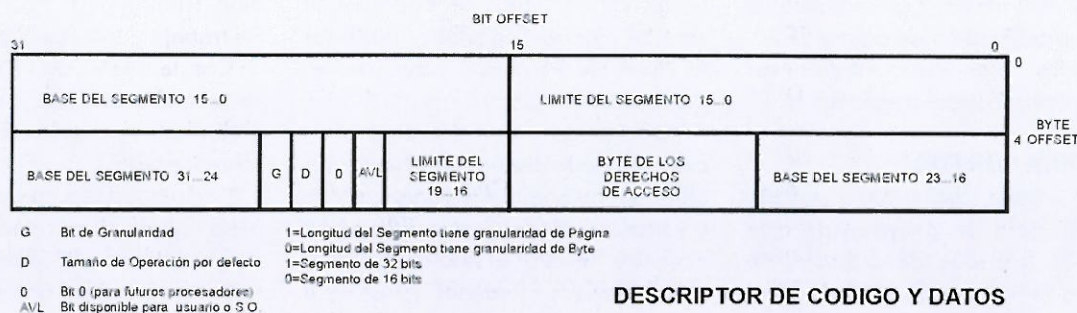 BIT OFFSET
31 15 0
BASE DEL SEGMENTO 15...0 LIMITE DEL SEGMENTO 15...0 0
BYTE
OFFSET
4
BASE DEL SEGMENTO 31...24 G D 0 AVL LIMITE DEL
SEGMENTO
19...16
BYTE DE LOS
DERECHOS
DE ACCESO
BASE DEL SEGMENTO 23...16
G Bit de Granularidad 1=Longitud del Segmento tiene granularidad de Página
0=Longitud del Segmento tiene granularidad de Byte
D Tamaño de Operación por defecto 1=Segmento de 32 bits
0=Segmento de 16 bits
0 Bit 0 (para futuros procesadores)
AVL Bit disponible para usuario o S.O.
DESCRIPTOR DE CODIGO Y DATOS